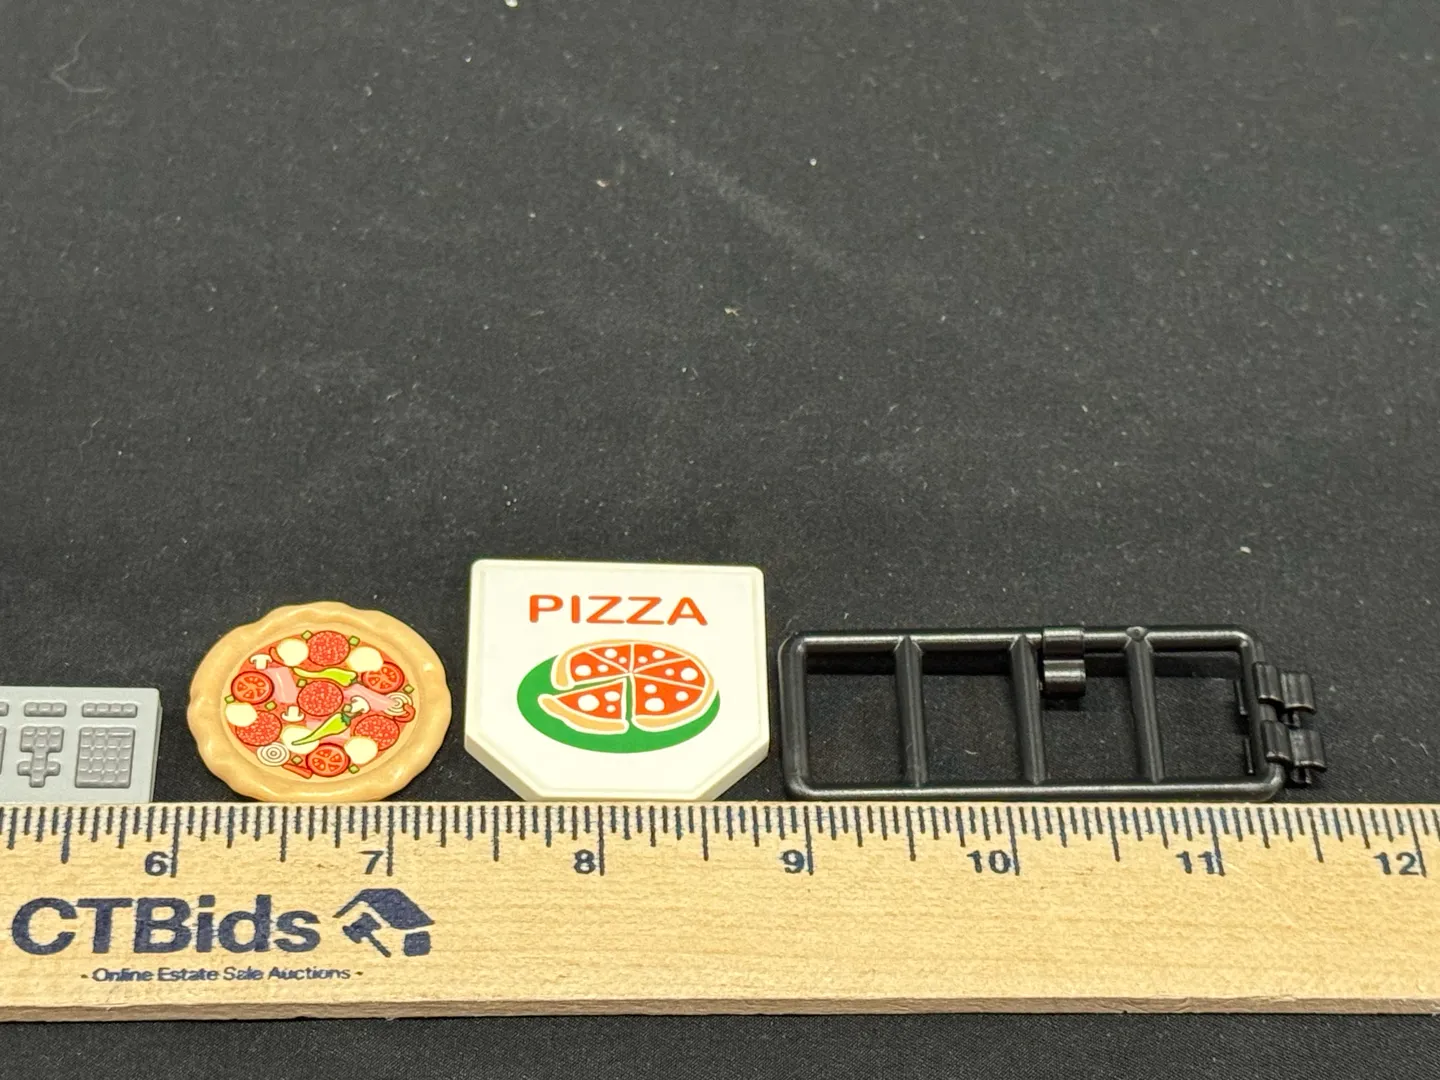 PIZZA
6 7 8 9 10 11 12
CTBids
- Online Estate Sale Auctions -